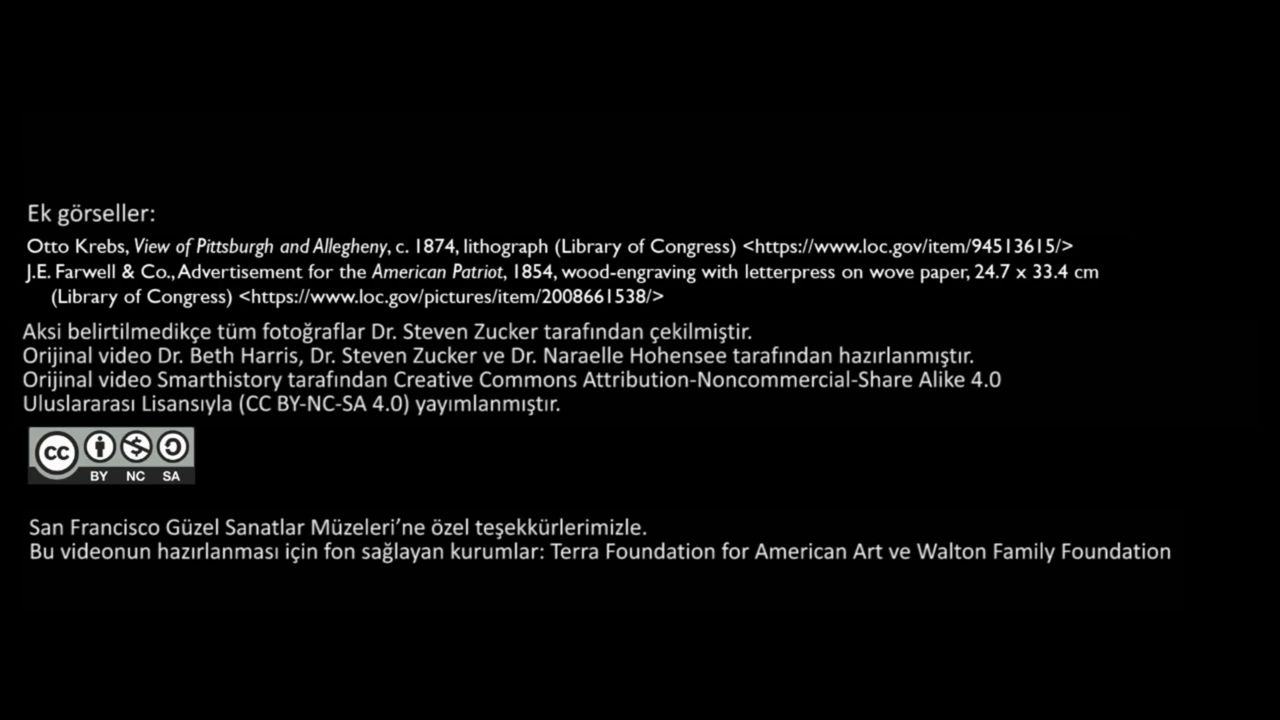 Ek görseller:
Otto Krebs, View of Pittsburgh and Allegheny, c. 1874, lithograph (Library of Congress) <https://www.loc.gov/item/94513615/>
J.E. Farwell & Co., Advertisement for the American Patriot, 1854, wood-engraving with letterpress on wove paper, 24.7 x 33.4 cm
(Library of Congress) <https://www.loc.gov/pictures/item/2008661538/>
Aksi belirtilmedikçe tüm fotoğraflar Dr. Steven Zucker tarafından çekilmiştir.
Orijinal video Dr. Beth Harris, Dr. Steven Zucker ve Dr. Naraelle Hohensee tarafından hazırlanmıştır.
Orijinal video Smarthistory tarafından Creative Commons Attribution-Noncommercial-Share Alike 4.0
Uluslararası Lisansıyla (CC BY-NC-SA 4.0) yayımlanmıştır.
CC
BY NC SA
San Francisco Güzel Sanatlar Müzeleri’ne özel teşekkürlerimizle.
Bu videonun hazırlanması için fon sağlayan kurumlar: Terra Foundation for American Art ve Walton Family Foundation